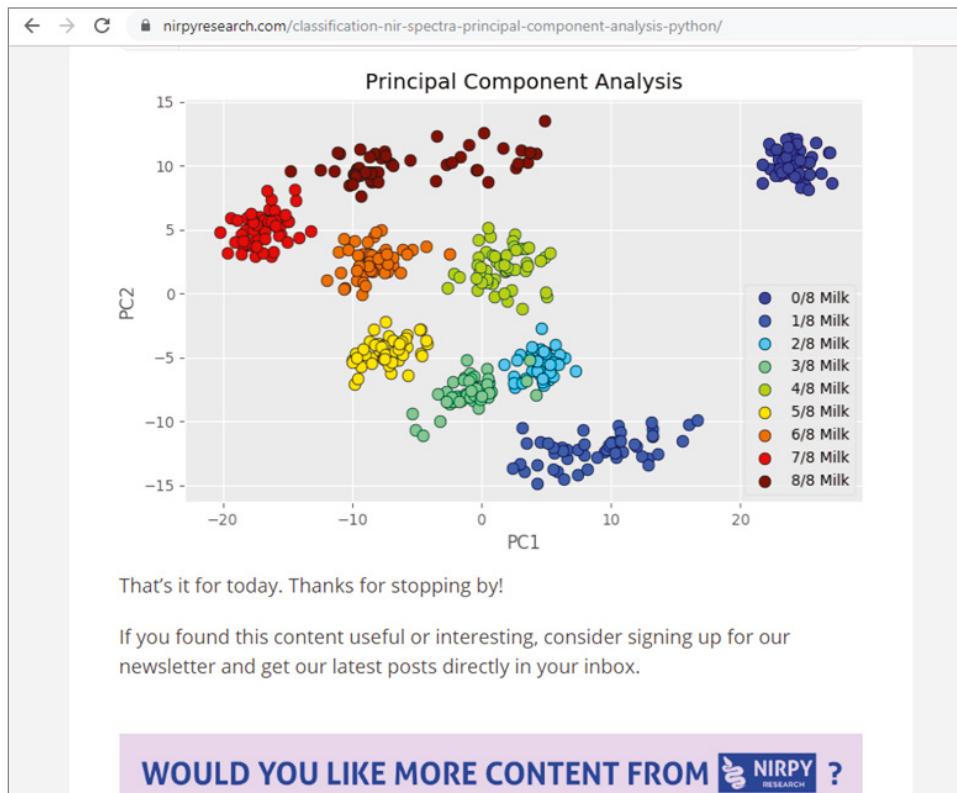 nirpyresearch.com/classification-nir-spectra-principal-component-analysis-python/
Principal Component Analysis
15
10
5
0
−5
−10
−15
PC2
0/8 Milk
1/8 Milk
2/8 Milk
3/8 Milk
4/8 Milk
5/8 Milk
6/8 Milk
7/8 Milk
8/8 Milk
−20
−10
0
10
20
PC1
That’s it for today. Thanks for stopping by!
If you found this content useful or interesting, consider signing up for our
newsletter and get our latest posts directly in your inbox.
WOULD YOU LIKE MORE CONTENT FROM NIRPY RESEARCH ?